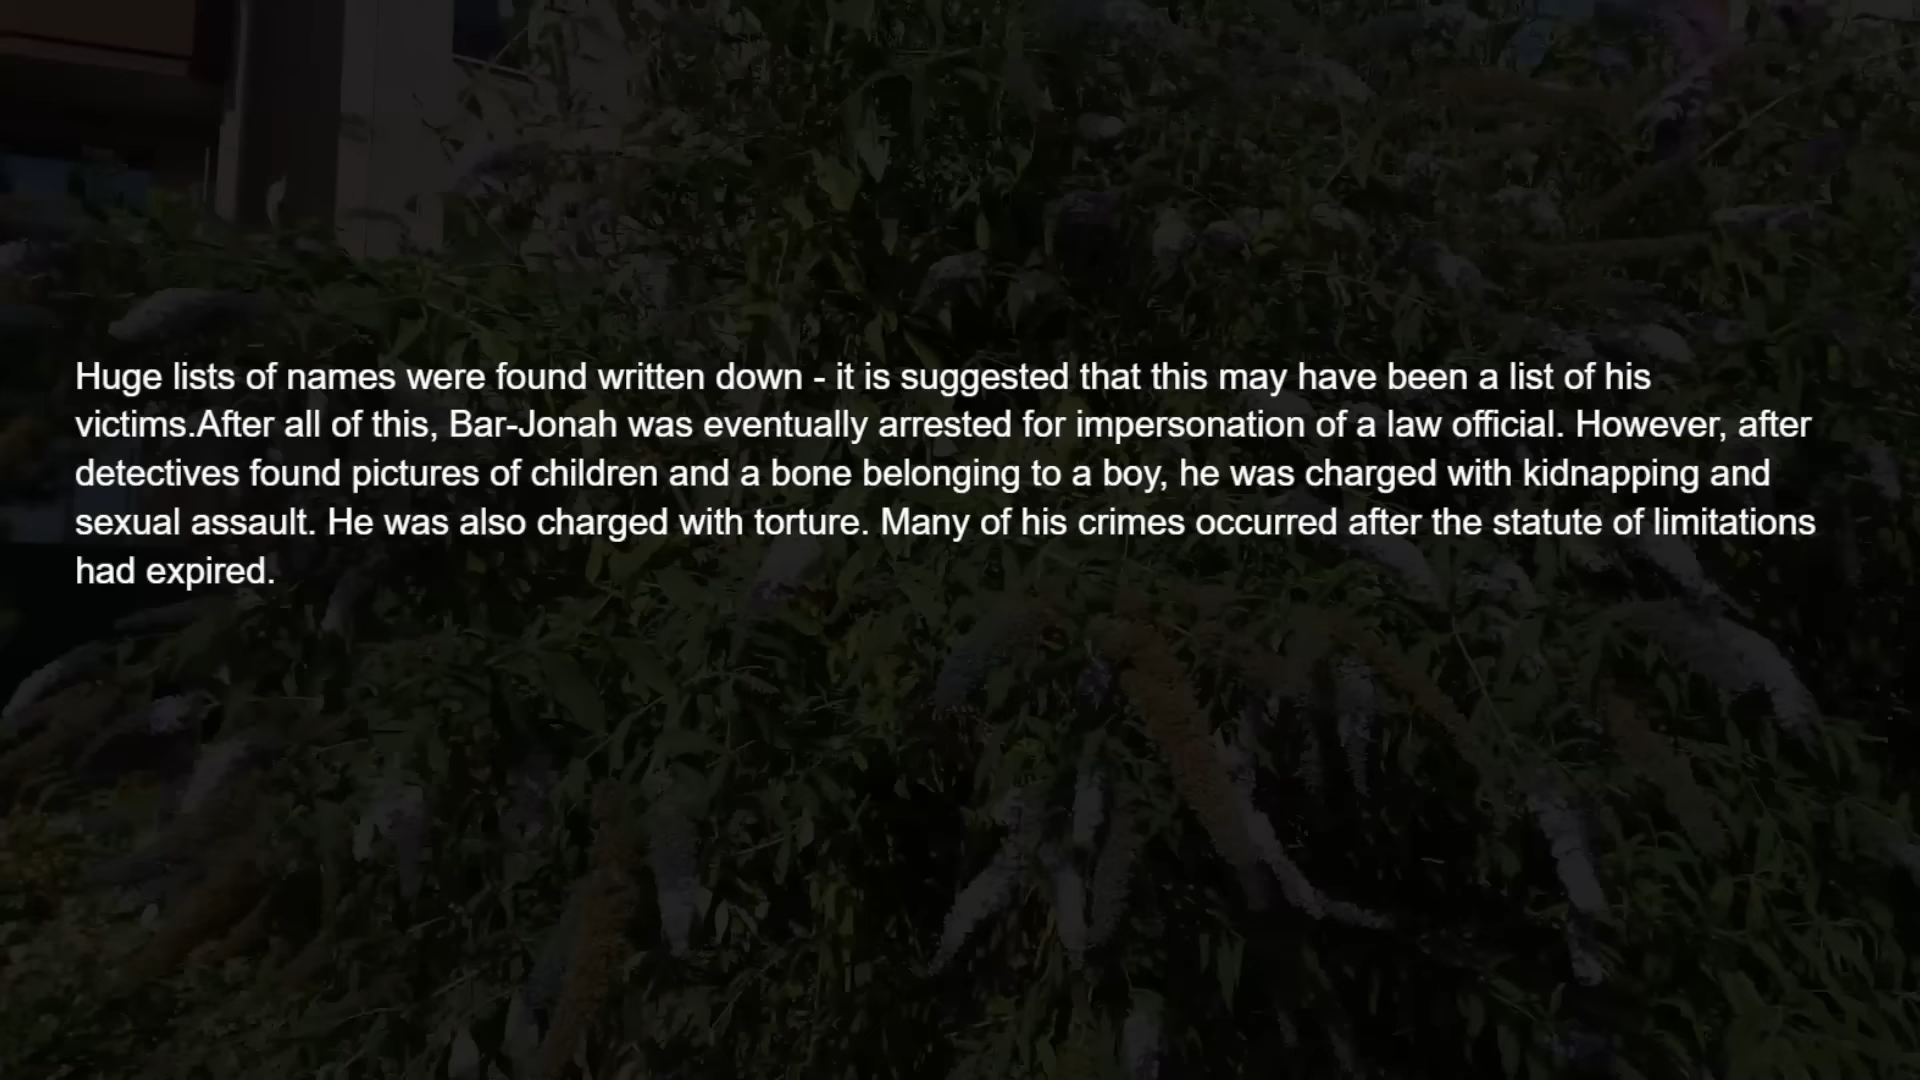 Huge lists of names were found written down - it is suggested that this may have been a list of his
victims.After all of this, Bar-Jonah was eventually arrested for impersonation of a law official. However, after
detectives found pictures of children and a bone belonging to a boy, he was charged with kidnapping and
sexual assault. He was also charged with torture. Many of his crimes occurred after the statute of limitations
had expired.